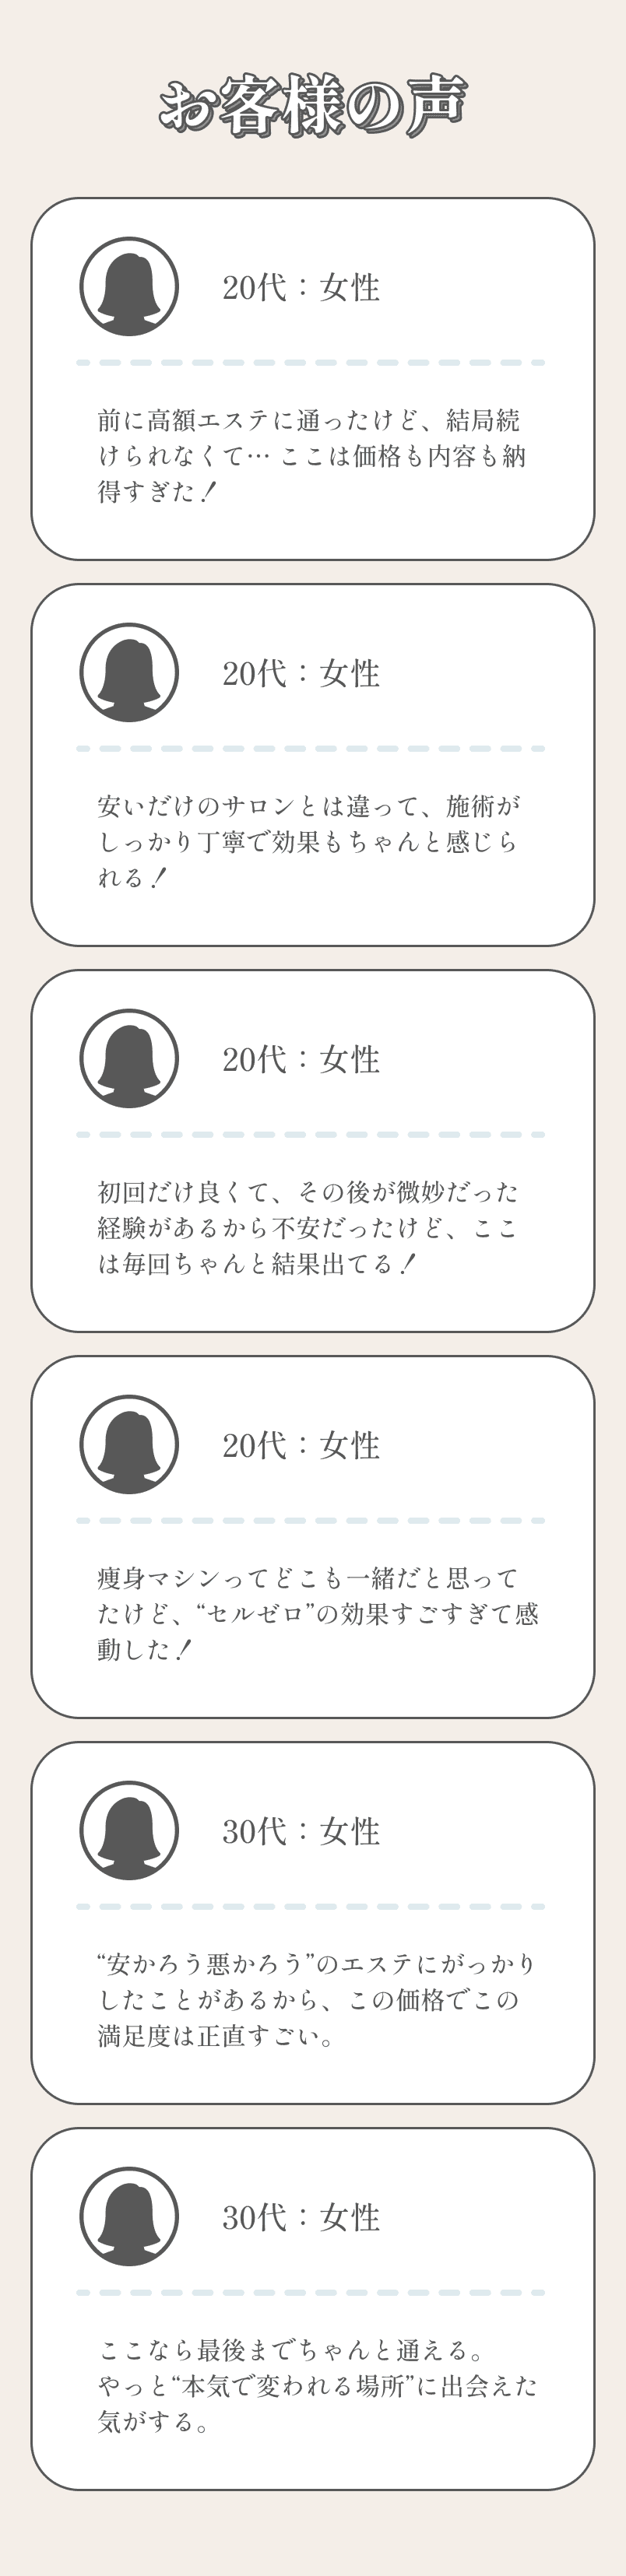 お客様の声
20代：女性
前に高額エステに通ったけど、結局続
けられなくて… ここは価格も内容も納
得すぎた！
20代：女性
安いだけのサロンとは違って、施術が
しっかり丁寧で効果もちゃんと感じら
れる！
20代：女性
初回だけ良くて、その後が微妙だった
経験があるから不安だったけど、ここ
は毎回ちゃんと結果出てる！
20代：女性
痩身マシンってどこも一緒だと思って
たけど、“セルゼロ”の効果すごすぎて感
動した！
30代：女性
“安かろう悪かろう”のエステにがっかり
したことがあるから、この価格でこの
満足度は正直すごい。
30代：女性
ここなら最後までちゃんと通える。
やっと“本気で変われる場所”に出会えた
気がする。